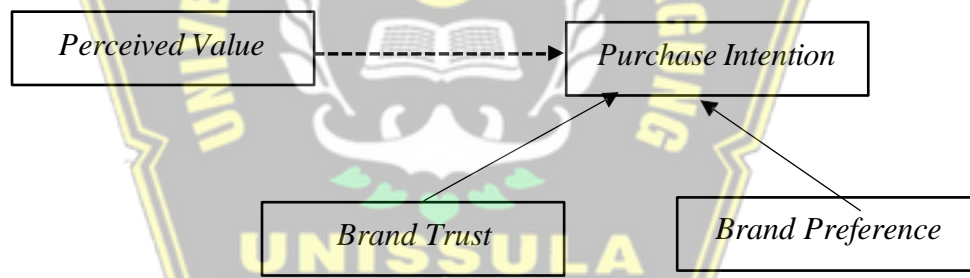 Perceived Value
Purchase Intention
Brand Trust
Brand Preference
UNISSULA